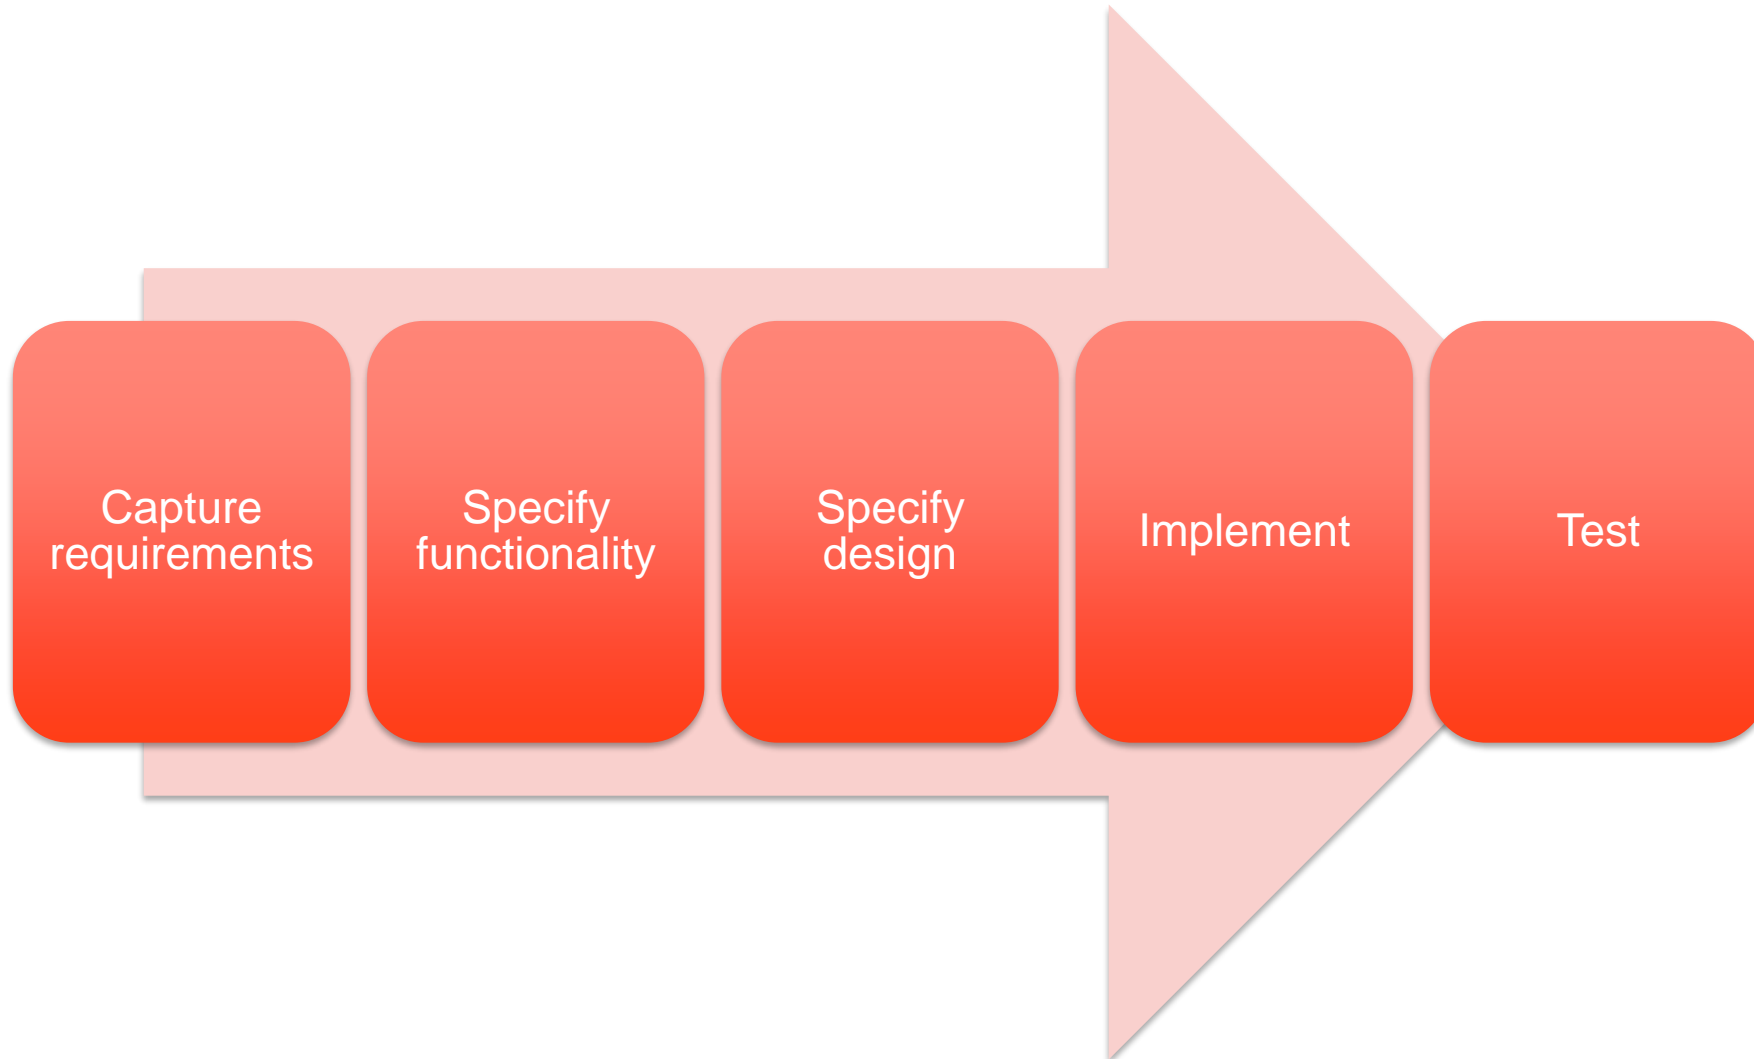 Capture
requirements
Specify
functionality
Specify
design
Implement
Test